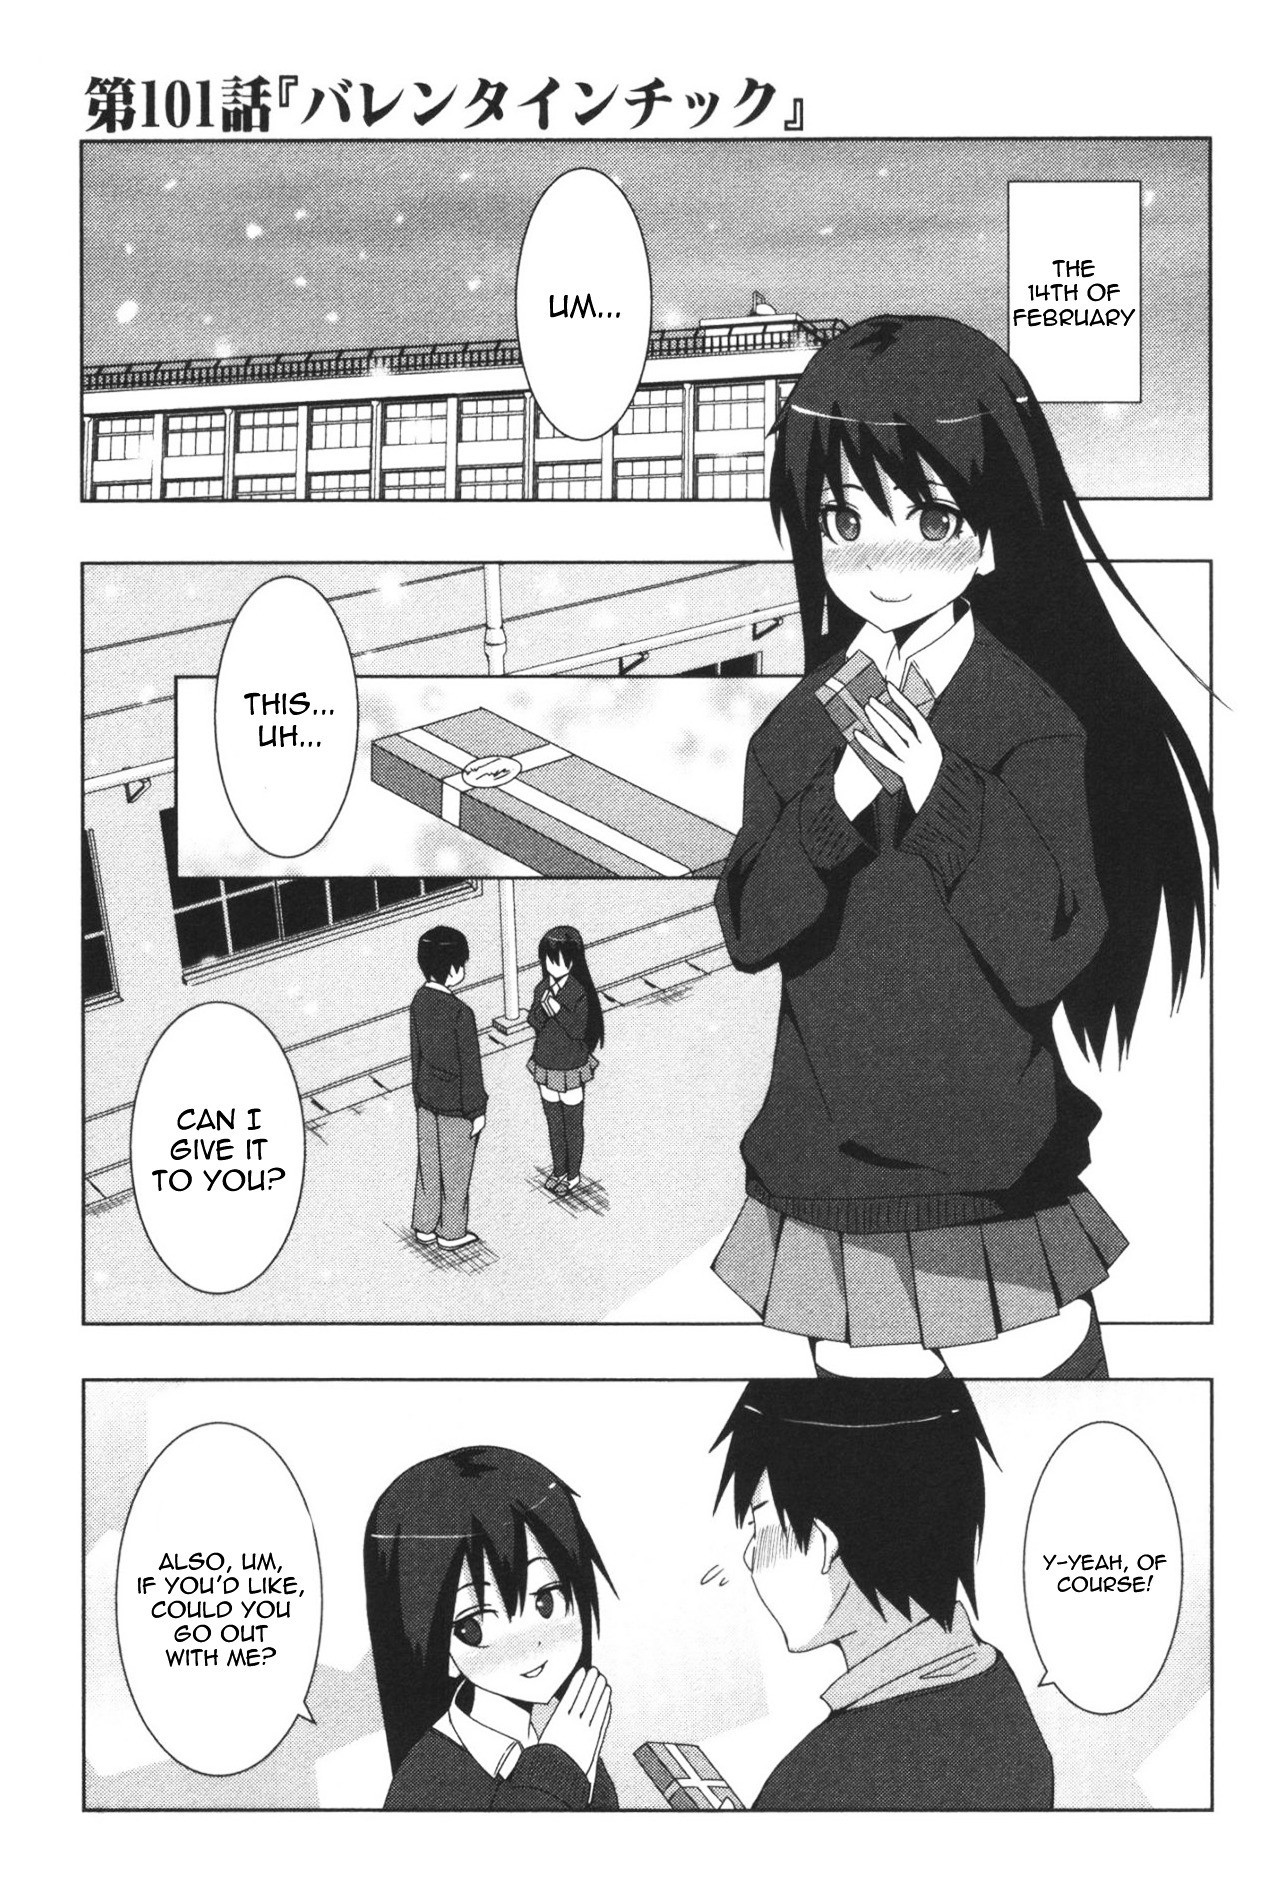 第101話『バレンタインチック』
THE
14TH OF
FEBRUARY
UM...
THIS...
UH...
CAN I
GIVE IT
TO YOU?
Y-YEAH, OF
COURSE!
ALSO, UM,
IF YOU'D LIKE,
COULD YOU
GO OUT
WITH ME?